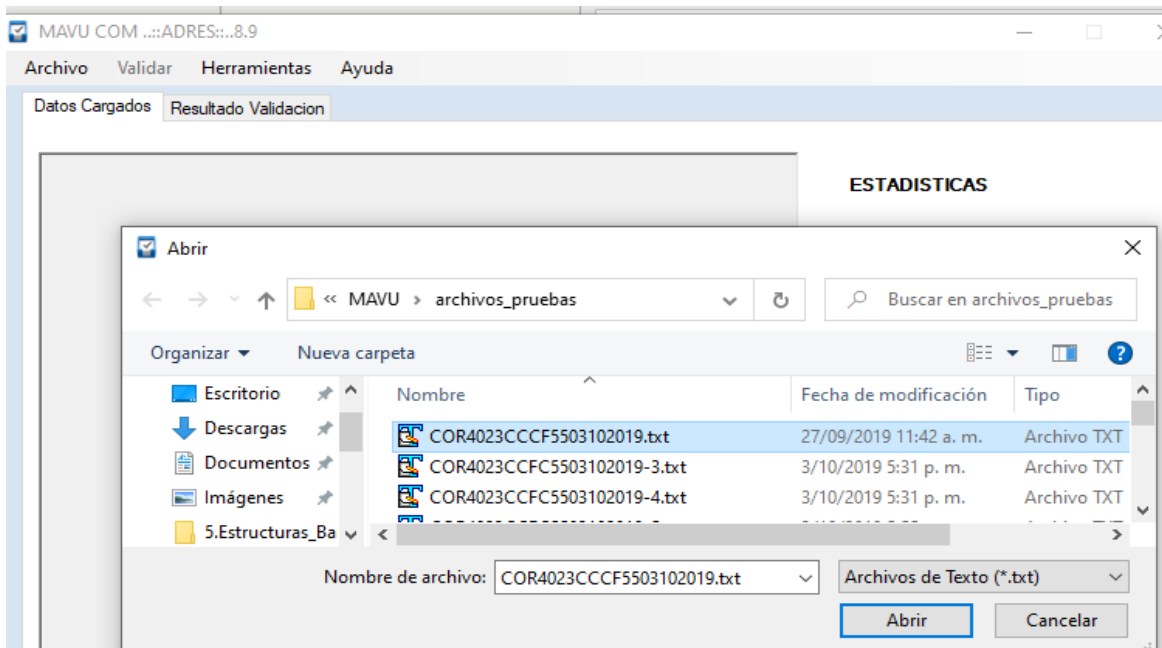 MAVU COM ..::ADRES::..8.9
Archivo Validar Herramientas Ayuda
Datos Cargados Resultado Validacion
ESTADISTICAS
Abrir
« MAVU > archivos_pruebas Buscar en archivos_pruebas
Organizar Nueva carpeta
Escritorio
Descargas
Documentos
Imágenes
5.Estructuras_Ba
Nombre Fecha de modificación Tipo
COR4023CCCF5503102019.txt 27/09/2019 11:42 a. m. Archivo TXT
COR4023CCFC5503102019-3.txt 3/10/2019 5:31 p. m. Archivo TXT
COR4023CCFC5503102019-4.txt 3/10/2019 5:31 p. m. Archivo TXT
Nombre de archivo: COR4023CCCF5503102019.txt Archivos de Texto (*.txt)
Abrir Cancelar